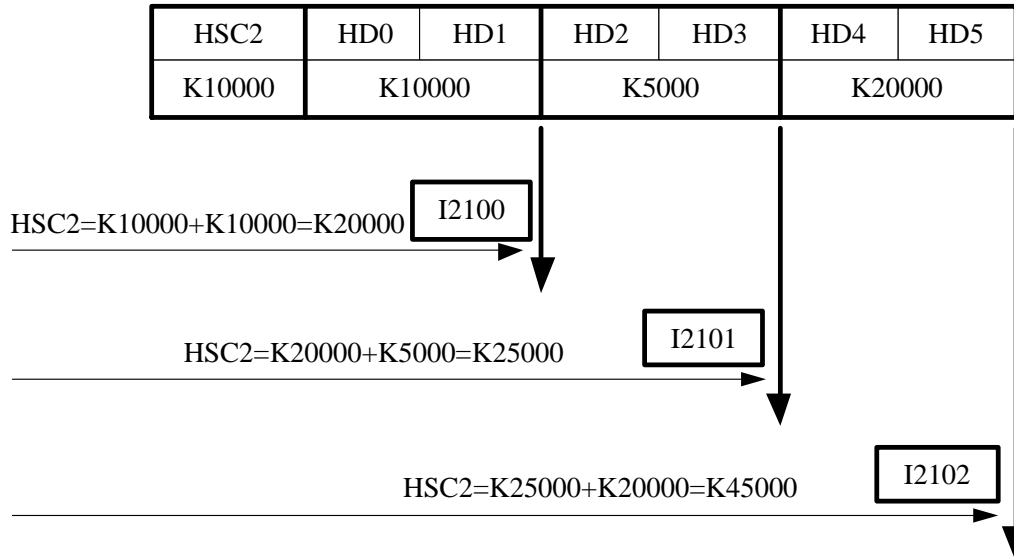 HSC2 HD0 HD1 HD2 HD3 HD4 HD5
K10000 K10000 K5000 K20000
I2100
HSC2=K10000+K10000=K20000
I2101
HSC2=K20000+K5000=K25000
I2102
HSC2=K25000+K20000=K45000